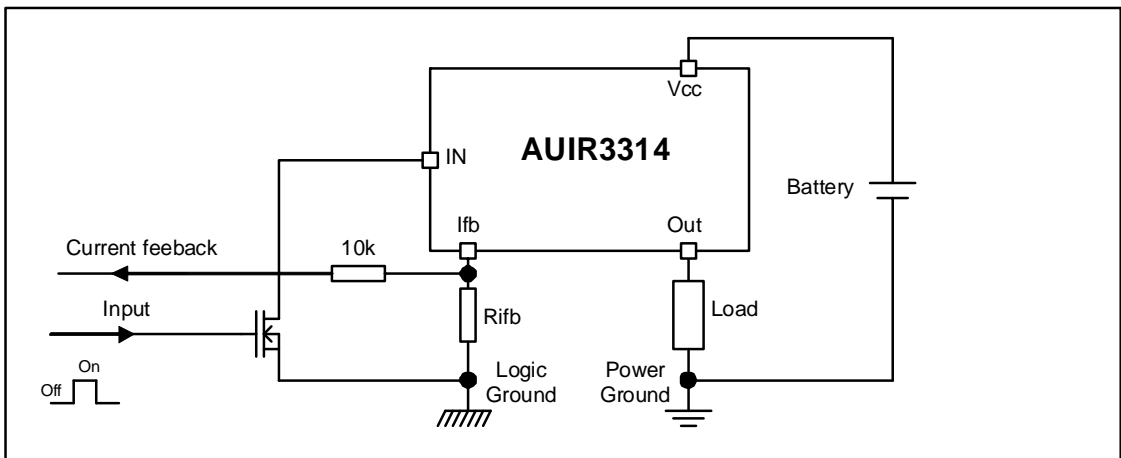 Vcc
AUIR3314
IN
Battery
Ifb
Out
Current feeback
10k
Input
Rifb
Load
On
Off
Logic
Ground
Power
Ground